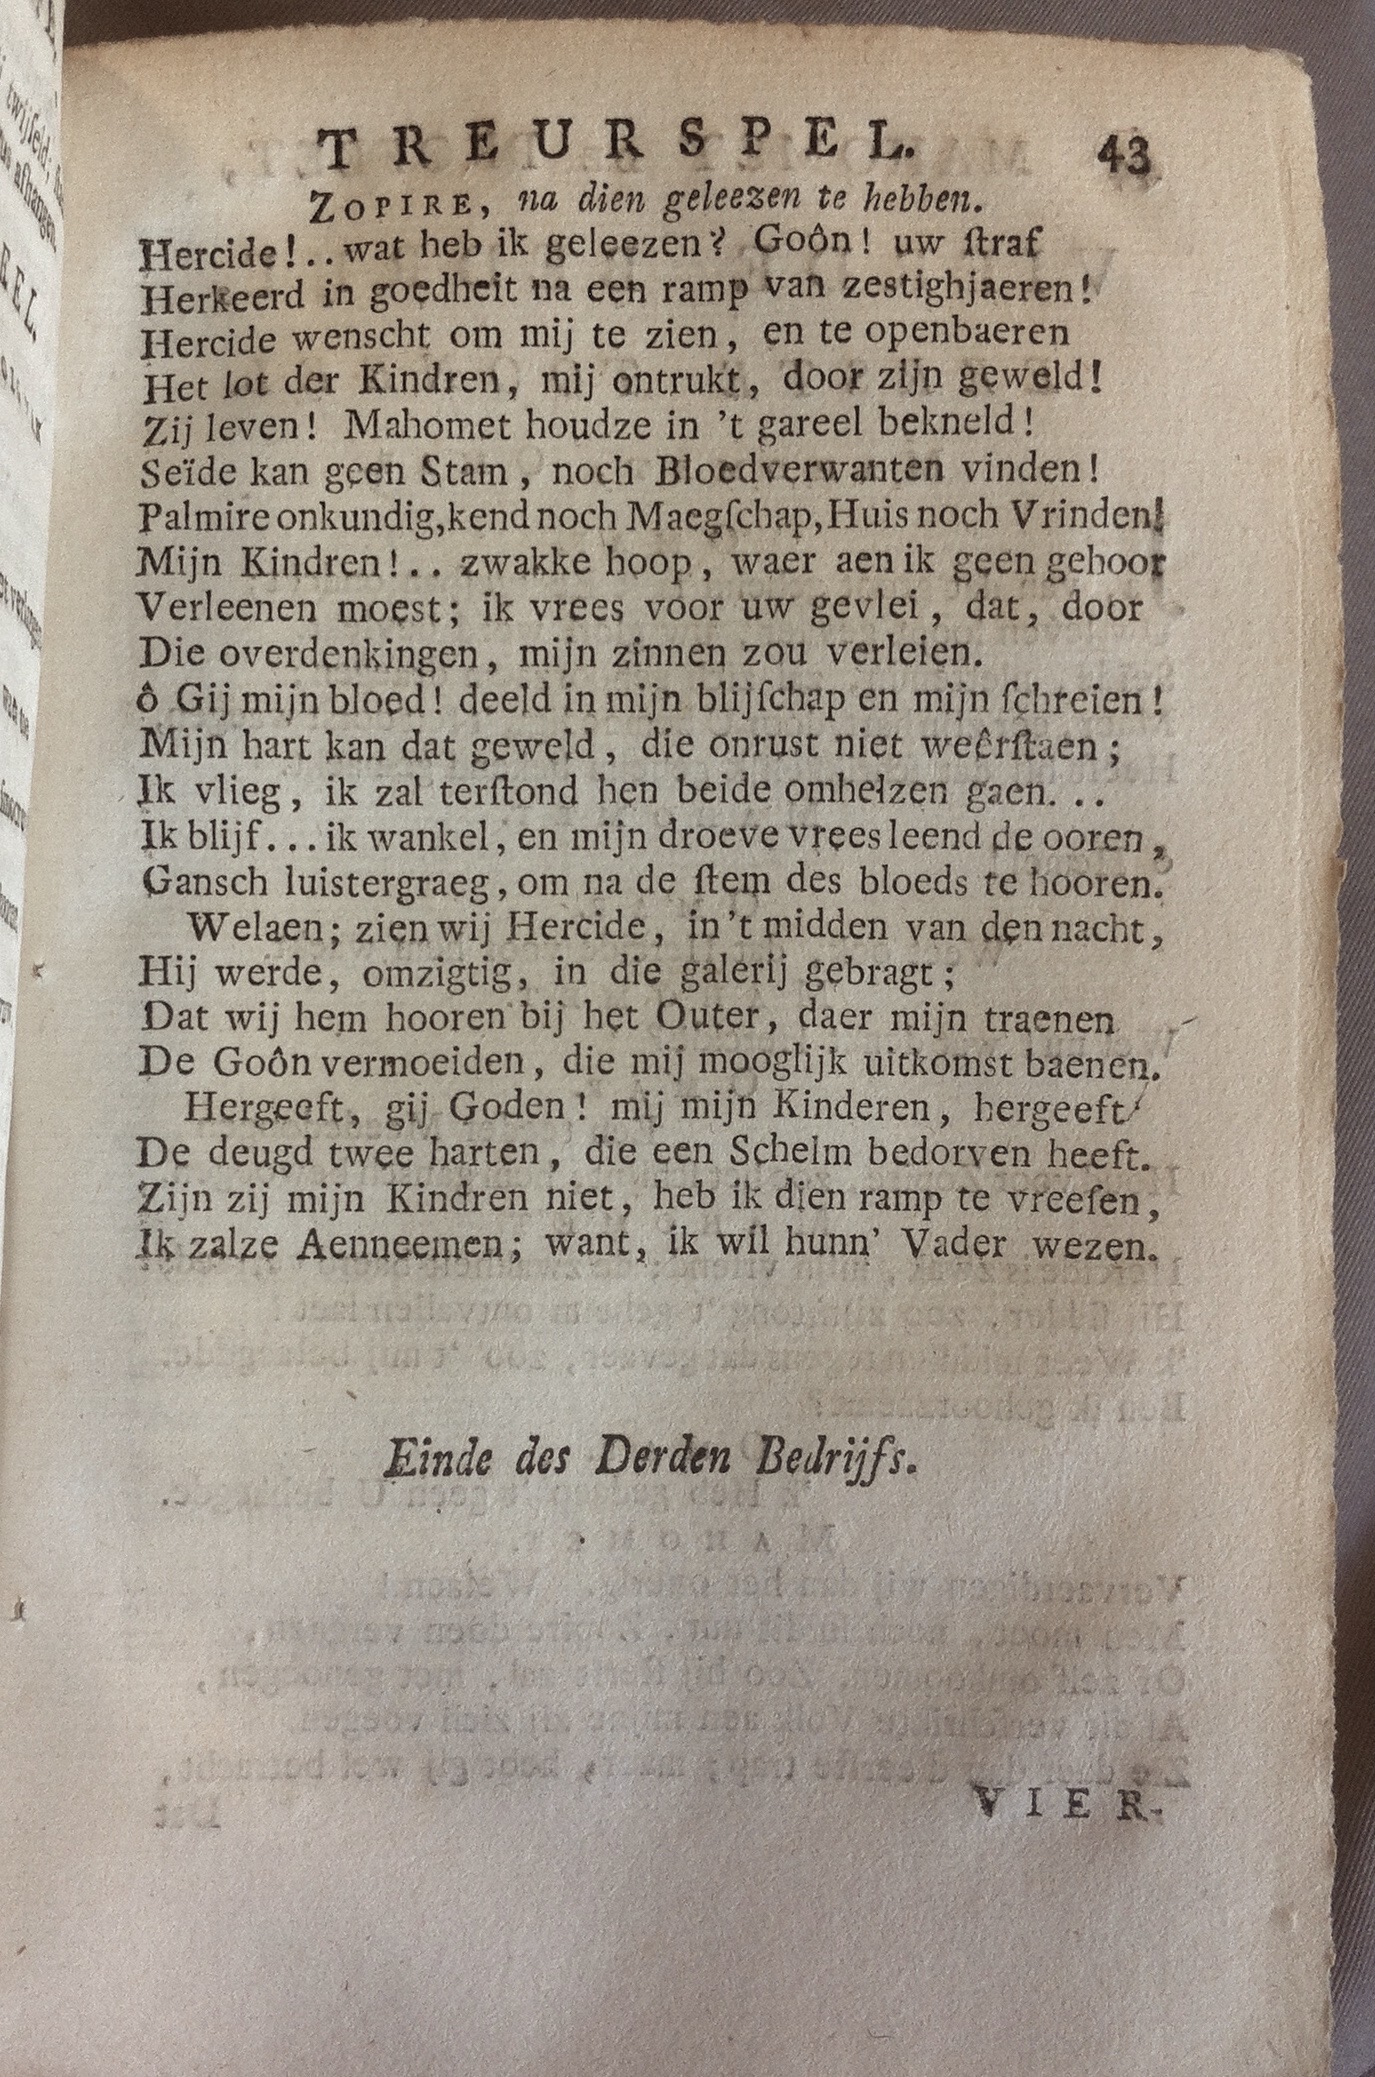 TREURSPEL. 43
ZOPIRE, na dien geleezen te hebben.
Hercide!.. wat heb ik geleezen? Goôn! uw ſtraf
Herkeerd in goedheit na een ramp van zestighjaeren!
Hercide wenscht om mij te zien, en te openbaeren
Het lot der Kindren, mij ontrukt, door zijn geweld!
Zij leven! Mahomet houdze in 't gareel bekneld!
Seïde kan geen Stam, noch Bloedverwanten vinden!
Palmire onkundig, kend noch Maegſchap, Huis noch Vrinden!
Mijn Kindren!.. zwakke hoop, waer aen ik geen gehoor
Verleenen moest; ik vrees voor uw gevlei, dat, door
Die overdenkingen, mijn zinnen zou verleien.
ô Gij mijn bloed! deeld in mijn blijſchap en mijn ſchreien!
Mijn hart kan dat geweld, die onrust niet weêrſtaen;
Ik vlieg, ik zal terſtond hen beide omhelzen gaen...
Ik blijf... ik wankel, en mijn droeve vrees leend de ooren,
Gansch luistergraeg, om na de ſtem des bloeds te hooren.
Welaen; zien wij Hercide, in 't midden van den nacht,
Hij werde, omzigtig, in die galerij gebragt;
Dat wij hem hooren bij het Outer, daer mijn traenen
De Goôn vermoeiden, die mij mooglijk uitkomst baenen.
Hergeeft, gij Goden! mij mijn Kinderen, hergeeft
De deugd twee harten, die een Schelm bedorven heeft.
Zijn zij mijn Kindren niet, heb ik dien ramp te vreeſen,
Ik zalze Aenneemen; want, ik wil hunn' Vader wezen.
Einde des Derden Bedrijfs.
VIER-